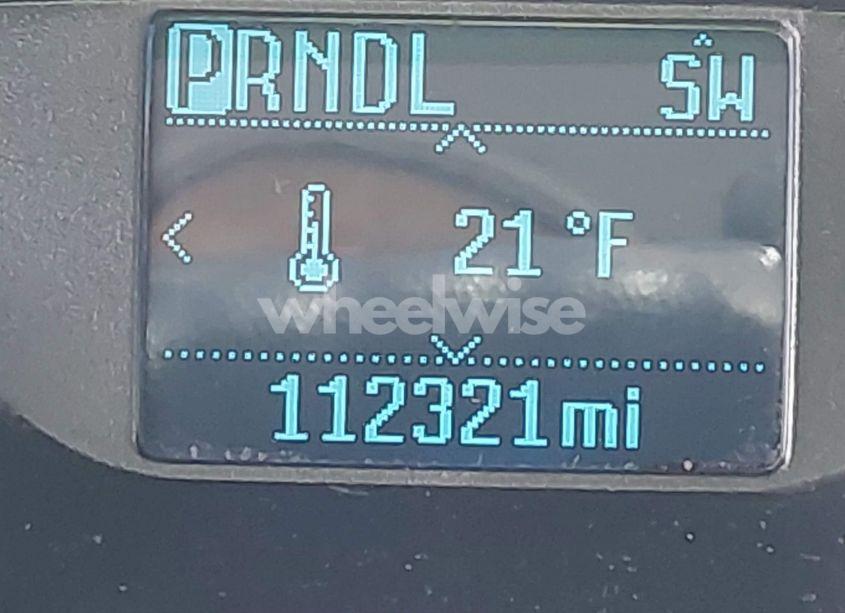 PRNDL SW
21 °F
wheelwise
112321mi